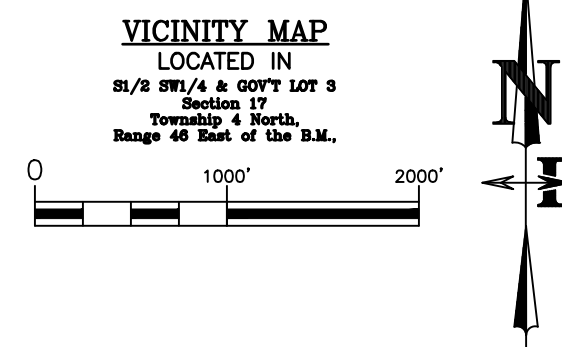 VICINITY MAP
LOCATED IN
S1/2 SW1/4 & GOV'T LOT 3
Section 17
Township 4 North,
Range 46 East of the B.M.,
0 1000' 2000'
N